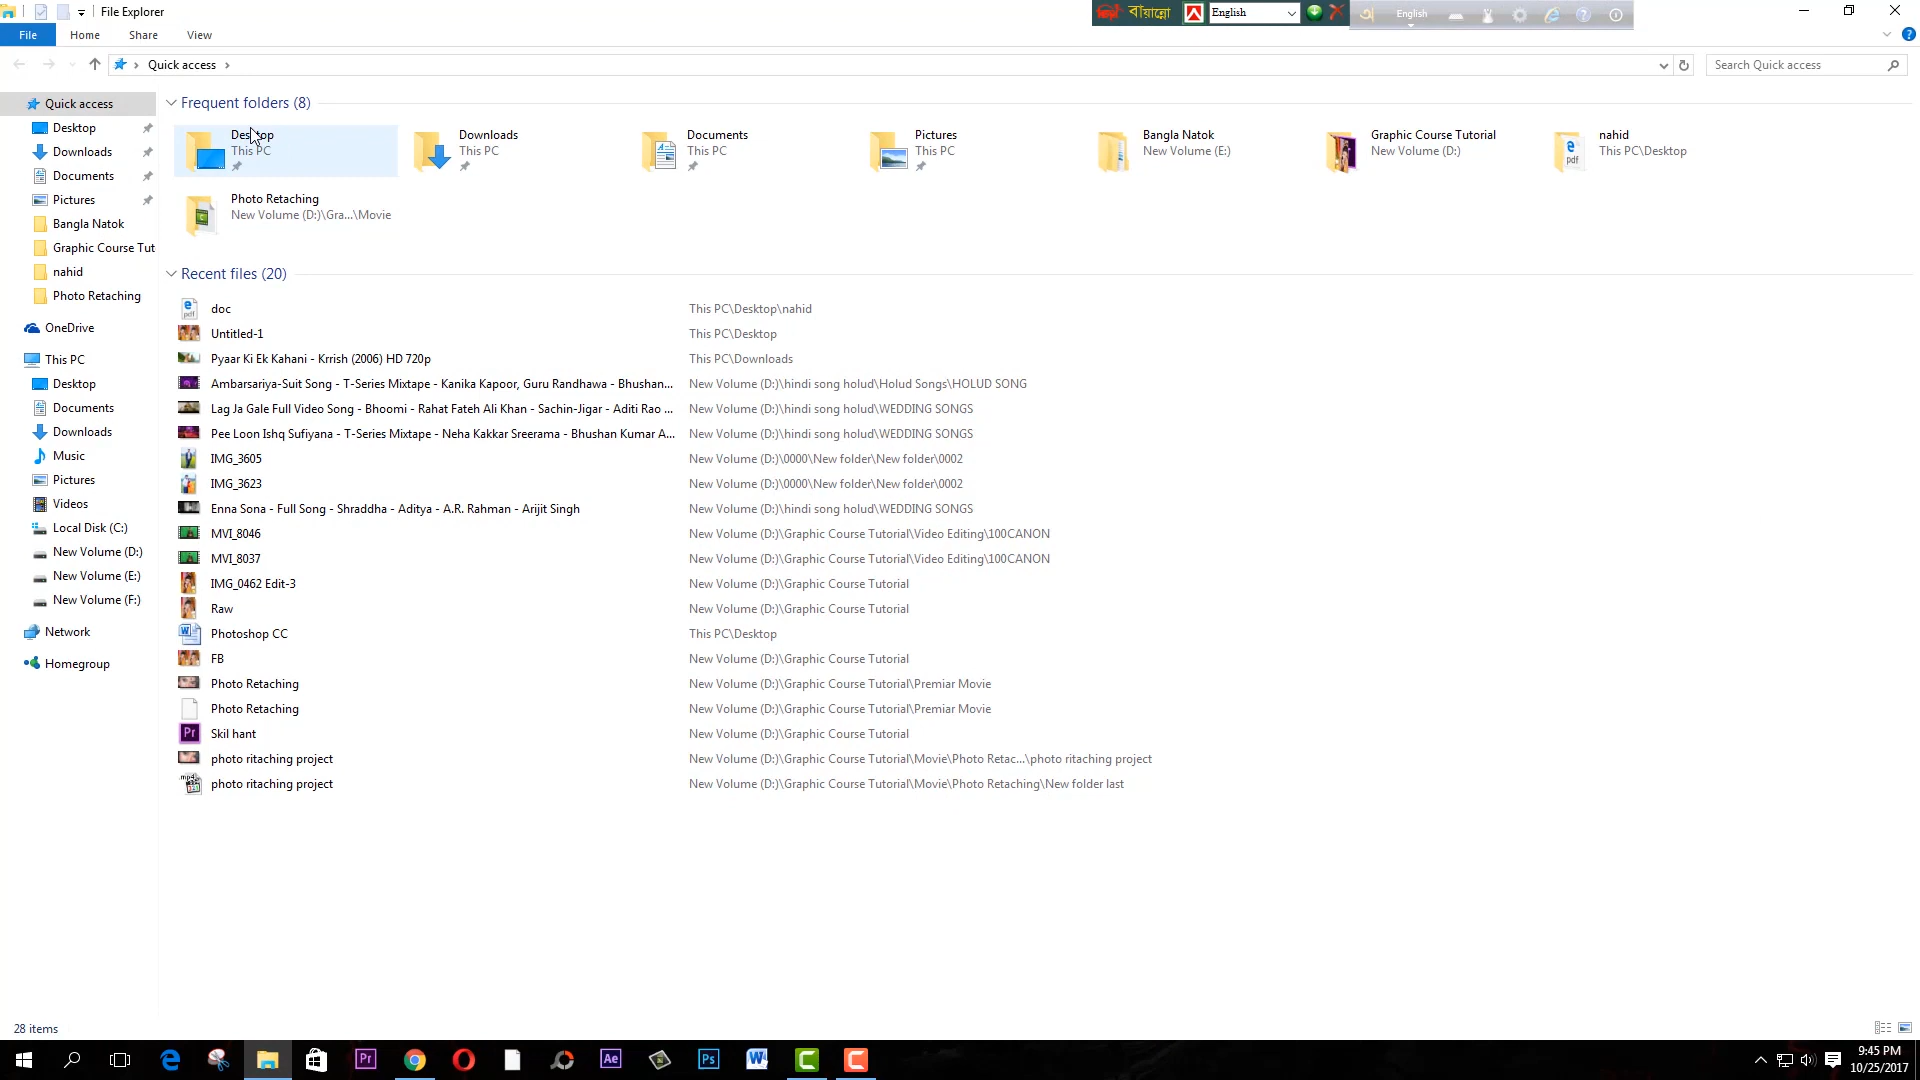 File Explorer
বাঁয়ান্নো English English
File Home Share View
Quick access
Search Quick access
Quick access
Desktop
Downloads
Documents
Pictures
Bangla Natok
Graphic Course Tut
nahid
Photo Retaching
OneDrive
This PC
Desktop
Documents
Downloads
Music
Pictures
Videos
Local Disk (C:)
New Volume (D:)
New Volume (E:)
New Volume (F:)
Network
Homegroup
Frequent folders (8)
Desktop
This PC
Downloads
This PC
Documents
This PC
Pictures
This PC
Bangla Natok
New Volume (E:)
Graphic Course Tutorial
New Volume (D:)
nahid
This PC\Desktop
Photo Retaching
New Volume (D:)\Gra...\Movie
Recent files (20)
doc This PC\Desktop\nahid
Untitled-1 This PC\Desktop
Pyaar Ki Ek Kahani - Krrish (2006) HD 720p This PC\Downloads
Ambarsariya-Suit Song - T-Series Mixtape - Kanika Kapoor, Guru Randhawa - Bhushan... New Volume (D:)\hindi song holud\Holud Songs\HOLUD SONG
Lag Ja Gale Full Video Song - Bhoomi - Rahat Fateh Ali Khan - Sachin-Jigar - Aditi Rao ... New Volume (D:)\hindi song holud\WEDDING SONGS
Pee Loon Ishq Sufiyana - T-Series Mixtape - Neha Kakkar Sreerama - Bhushan Kumar A... New Volume (D:)\hindi song holud\WEDDING SONGS
IMG_3605 New Volume (D:)\0000\New folder\New folder\0002
IMG_3623 New Volume (D:)\0000\New folder\New folder\0002
Enna Sona - Full Song - Shraddha - Aditya - A.R. Rahman - Arijit Singh New Volume (D:)\hindi song holud\WEDDING SONGS
MVI_8046 New Volume (D:)\Graphic Course Tutorial\Video Editing\100CANON
MVI_8037 New Volume (D:)\Graphic Course Tutorial\Video Editing\100CANON
IMG_0462 Edit-3 New Volume (D:)\Graphic Course Tutorial
Raw New Volume (D:)\Graphic Course Tutorial
Photoshop CC This PC\Desktop
FB New Volume (D:)\Graphic Course Tutorial
Photo Retaching New Volume (D:)\Graphic Course Tutorial\Premiar Movie
Photo Retaching New Volume (D:)\Graphic Course Tutorial\Premiar Movie
Skil hant New Volume (D:)\Graphic Course Tutorial
photo ritaching project New Volume (D:)\Graphic Course Tutorial\Movie\Photo Retac...\photo ritaching project
photo ritaching project New Volume (D:)\Graphic Course Tutorial\Movie\Photo Retaching\New folder last
28 items
9:45 PM
10/25/2017